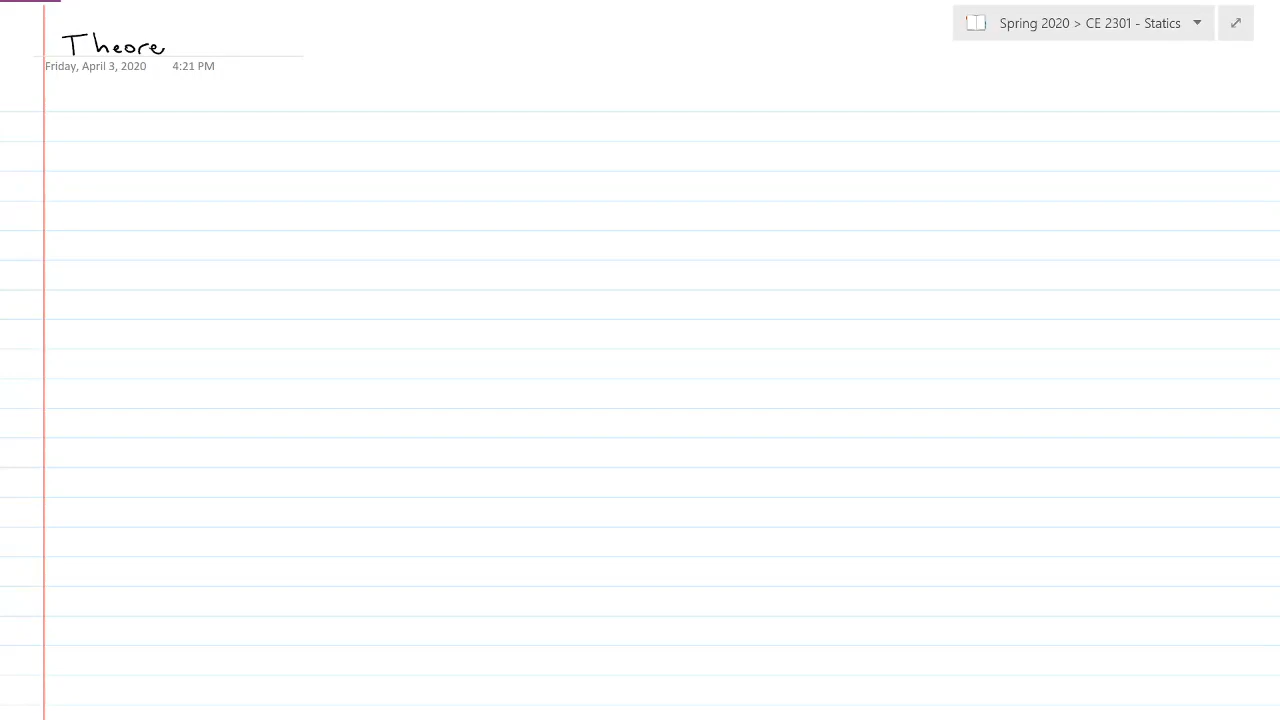 Spring 2020 > CE 2301 - Statics
Theore
Friday, April 3, 2020 4:21 PM